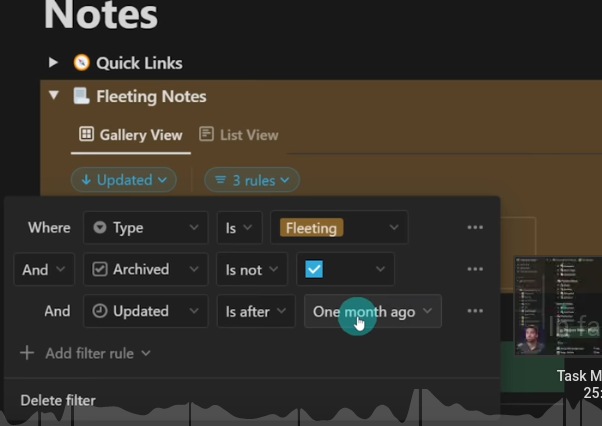 Notes
Quick Links
Fleeting Notes
Gallery View List View
Updated 3 rules
Where Type Is Fleeting
And Archived Is not
And Updated Is after One month ago
Add filter rule
Task M
25:
Delete filter